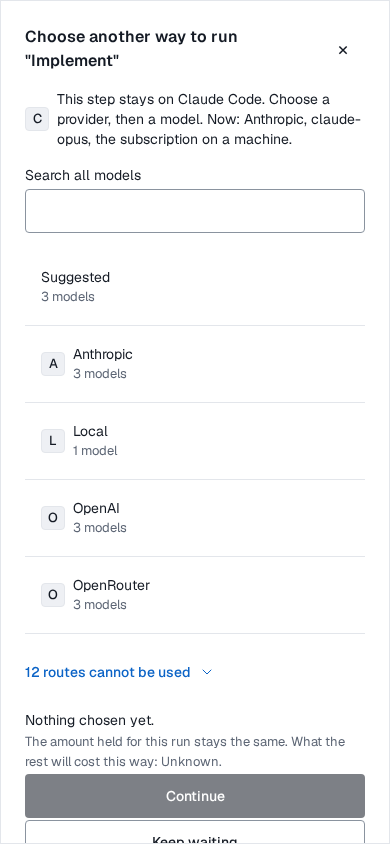 Choose another way to run
"Implement"
×
C
This step stays on Claude Code. Choose a
provider, then a model. Now: Anthropic, claude-
opus, the subscription on a machine.
Search all models
Suggested
3 models
A
Anthropic
3 models
L
Local
1 model
O
OpenAI
3 models
O
OpenRouter
3 models
12 routes cannot be used
Nothing chosen yet.
The amount held for this run stays the same. What the
rest will cost this way: Unknown.
Continue
Keep waiting